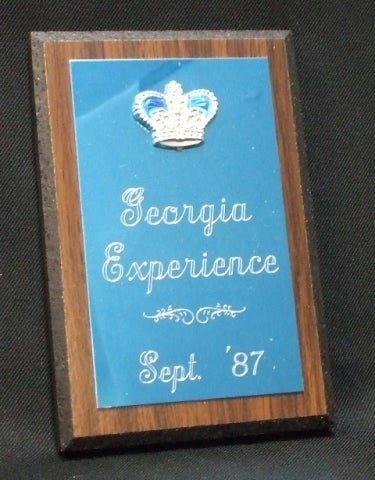 Georgia
Experience
Sept. '87